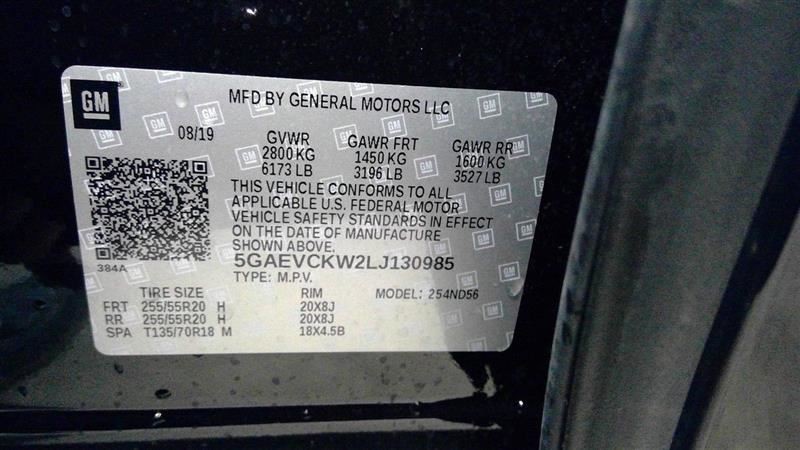 GM
MFD BY GENERAL MOTORS LLC
08/19 GVWR GAWR FRT GAWR RR
2800 KG 1450 KG 1600 KG
6173 LB 3196 LB 3527 LB
THIS VEHICLE CONFORMS TO ALL
APPLICABLE U.S. FEDERAL MOTOR
VEHICLE SAFETY STANDARDS IN EFFECT
ON THE DATE OF MANUFACTURE
SHOWN ABOVE.
384A
5GAEVCKW2LJ130985
TYPE: M.P.V. MODEL: 254ND56
TIRE SIZE RIM
FRT 255/55R20 H 20X8J
RR 255/55R20 H 20X8J
SPA T135/70R18 M 18X4.5B